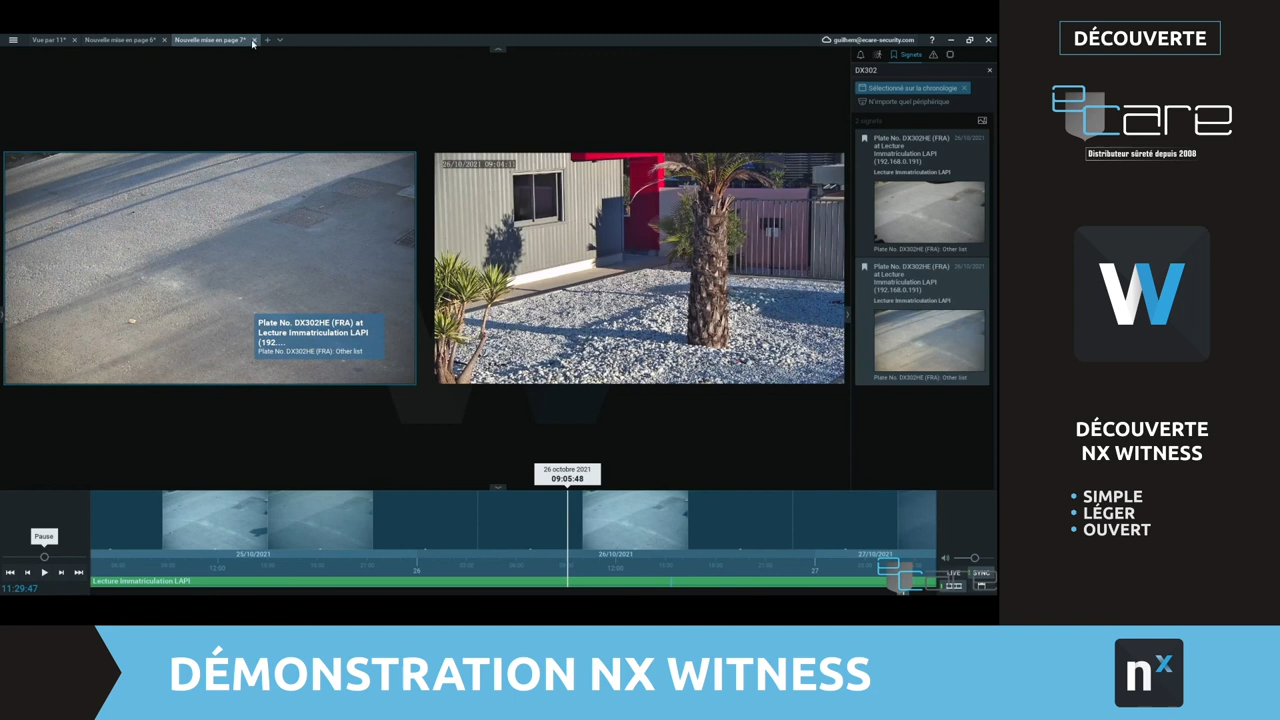 Vue par 11*
Nouvelle mise en page 6*
Nouvelle mise en page 7*
guilhem@ecare-security.com
?
Signets
DX302
Sélectionné sur la chronologie
N'importe quel périphérique
2 signets
Plate No. DX302HE (FRA) 26/10/2021
at Lecture
Immatriculation LAPI
(192.168.0.191)
Lecture Immatriculation LAPI
Plate No. DX302HE (FRA): Other list
Plate No. DX302HE (FRA) 26/10/2021
at Lecture
Immatriculation LAPI
(192.168.0.191)
Lecture Immatriculation LAPI
Plate No. DX302HE (FRA): Other list
26/10/2021 09:04:11
Plate No. DX302HE (FRA) at
Lecture Immatriculation LAPI
(192....
Plate No. DX302HE (FRA): Other list
26 octobre 2021
09:05:48
Pause
25/10/2021 26/10/2021 27/10/2021
12:00 26 12:00 27
Lecture Immatriculation LAPI
11:29:47
LIVE SYNC
DÉCOUVERTE
ecare
Distributeur sûreté depuis 2008
W
DÉCOUVERTE
NX WITNESS
• SIMPLE
• LÉGER
• OUVERT
DÉMONSTRATION NX WITNESS
nx